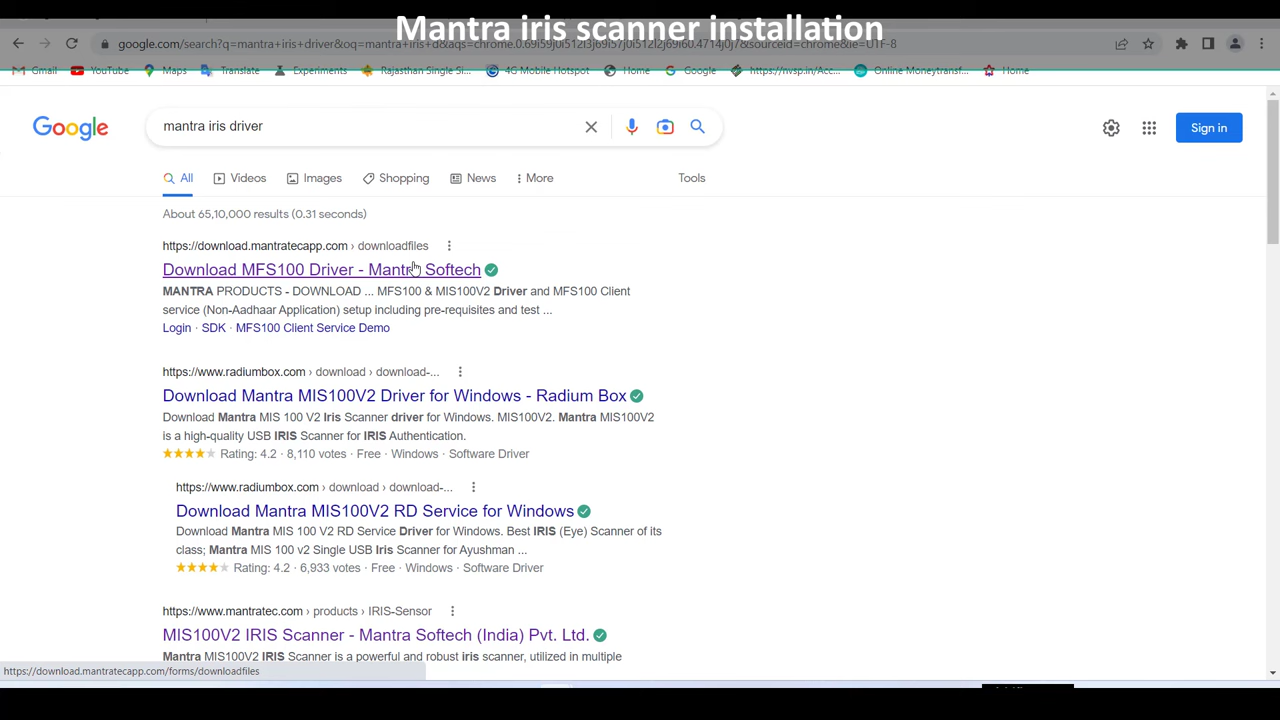 Mantra iris scanner installation
google.com/search?q=mantra+iris+driver&oq=mantra+iris+d&aqs=chrome.0.69i59j0i512l3j69i57j0i512l2j69i60.4714j0j7&sourceid=chrome&ie=UTF-8
Gmail YouTube Maps Translate Experiments Rajasthan Single Si... 4G Mobile Hotspot Home Google https://nvsp.in/Acc... Online Moneytransf... Home
Google mantra iris driver Sign in
All Videos Images Shopping News More Tools
About 65,10,000 results (0.31 seconds)
https://download.mantratecapp.com › downloadfiles
Download MFS100 Driver - Mantra Softech
MANTRA PRODUCTS - DOWNLOAD ... MFS100 & MIS100V2 Driver and MFS100 Client
service (Non-Aadhaar Application) setup including pre-requisites and test ...
Login · SDK · MFS100 Client Service Demo
https://www.radiumbox.com › download › download-...
Download Mantra MIS100V2 Driver for Windows - Radium Box
Download Mantra MIS 100 V2 Iris Scanner driver for Windows. MIS100V2. Mantra MIS100V2
is a high-quality USB IRIS Scanner for IRIS Authentication.
Rating: 4.2 · 8,110 votes · Free · Windows · Software Driver
https://www.radiumbox.com › download › download-...
Download Mantra MIS100V2 RD Service for Windows
Download Mantra MIS 100 V2 RD Service Driver for Windows. Best IRIS (Eye) Scanner of its
class; Mantra MIS 100 v2 Single USB Iris Scanner for Ayushman ...
Rating: 4.2 · 6,933 votes · Free · Windows · Software Driver
https://www.mantratec.com › products › IRIS-Sensor
MIS100V2 IRIS Scanner - Mantra Softech (India) Pvt. Ltd.
Mantra MIS100V2 IRIS Scanner is a powerful and robust iris scanner, utilized in multiple
https://download.mantratecapp.com/forms/downloadfiles